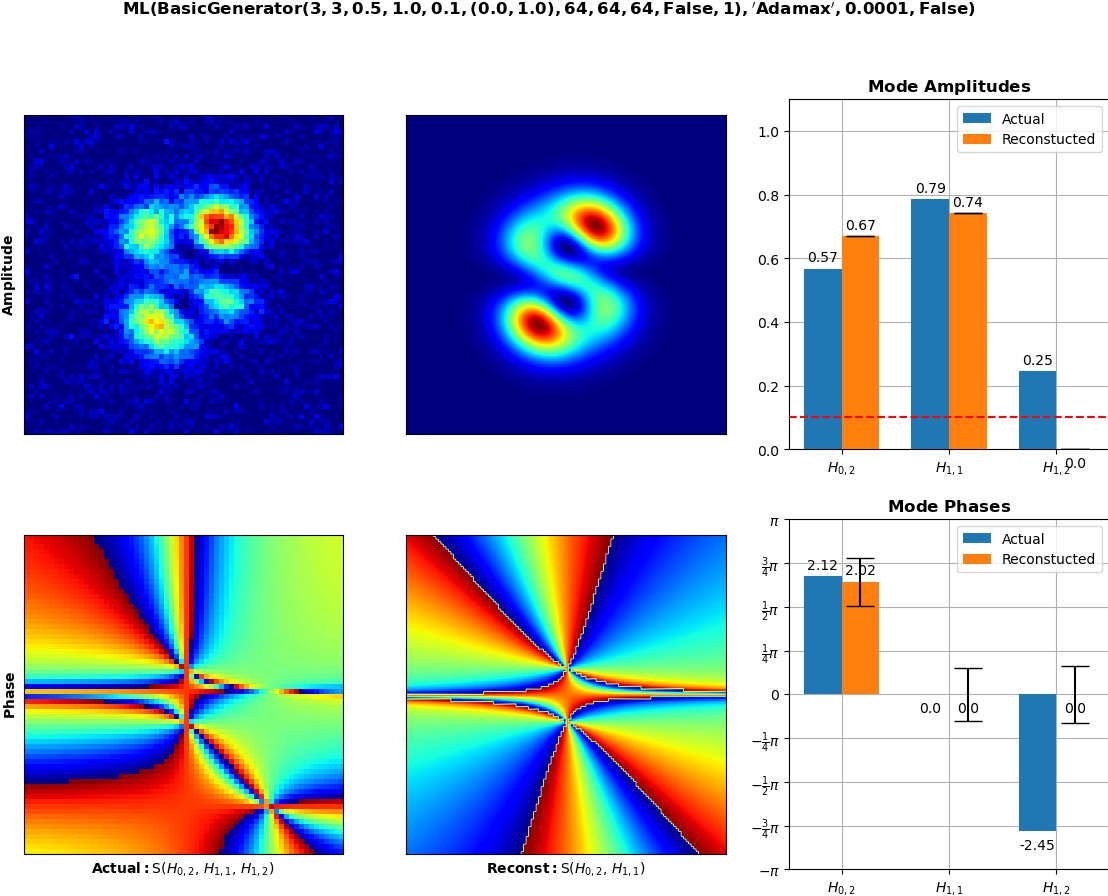 ML(BasicGenerator(3, 3, 0.5, 1.0, 0.1, (0.0, 1.0), 64, 64, 64, False, 1), ′Adamax′, 0.0001, False)
Amplitude
Mode Amplitudes
Actual
Reconstucted
1.0
0.8
0.6
0.4
0.2
0.0
0.57
0.67
0.79
0.74
0.25
0.0
H0, 2
H1, 1
H1, 2
Phase
Actual: S(H0, 2, H1, 1, H1, 2)
Reconst: S(H0, 2, H1, 1)
Mode Phases
Actual
Reconstucted
π
3/4π
1/2π
1/4π
0
−1/4π
−1/2π
−3/4π
−π
2.12
2.02
0.0
0.0
-2.45
0.0
H0, 2
H1, 1
H1, 2